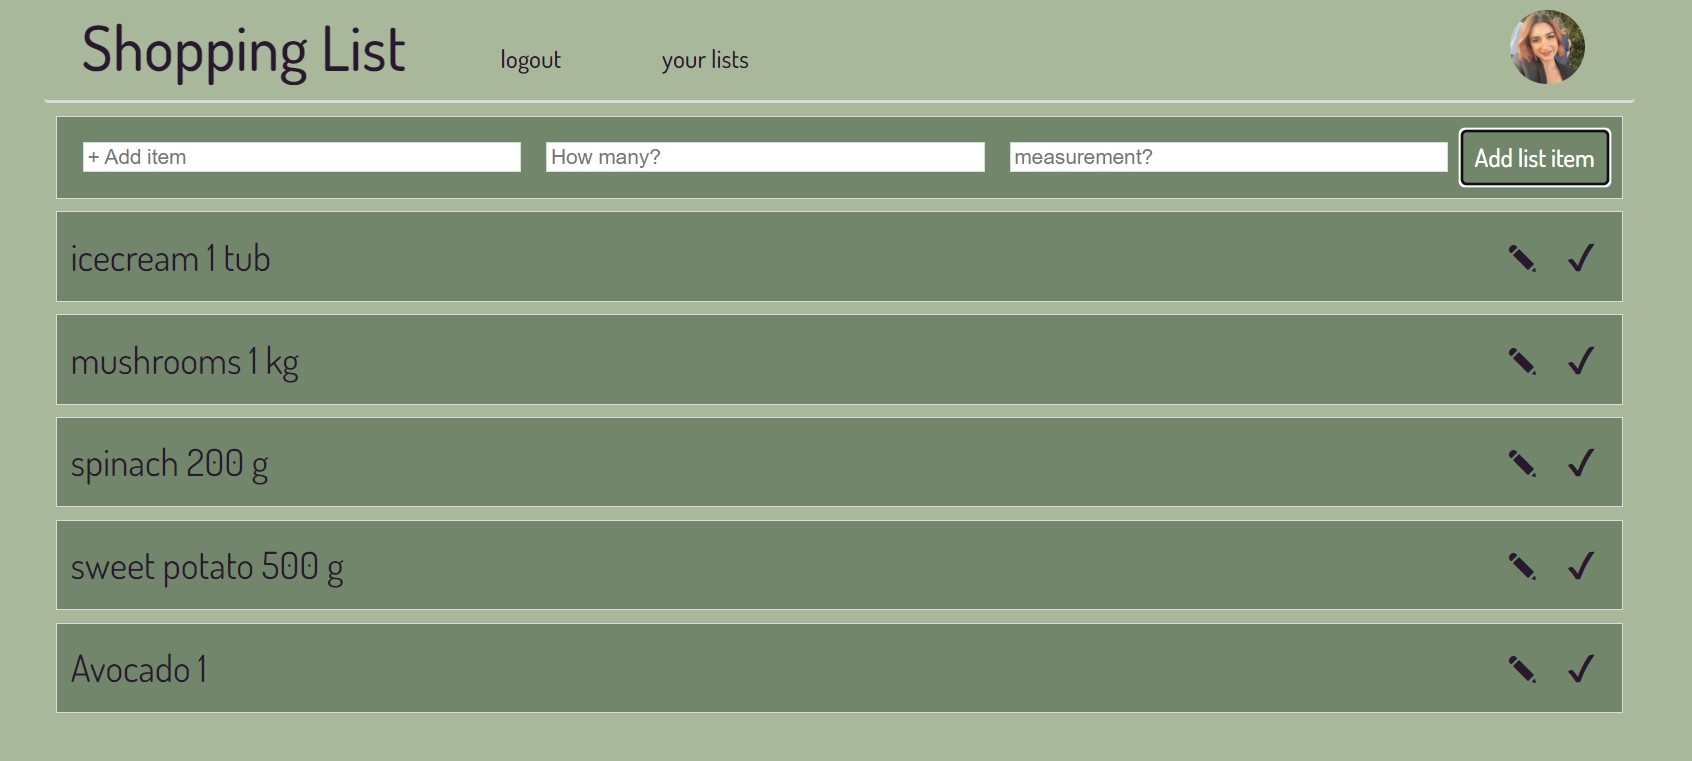 Shopping List logout your lists
+ Add item How many? measurement? Add list item
icecream 1 tub
mushrooms 1 kg
spinach 200 g
sweet potato 500 g
Avocado 1